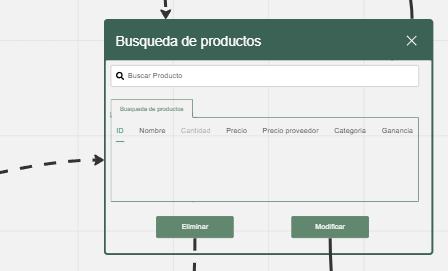 Busqueda de productos
Buscar Producto
Busqueda de productos
ID Nombre Cantidad Precio Precio proveedor Categoria Ganancia
Eliminar Modificar